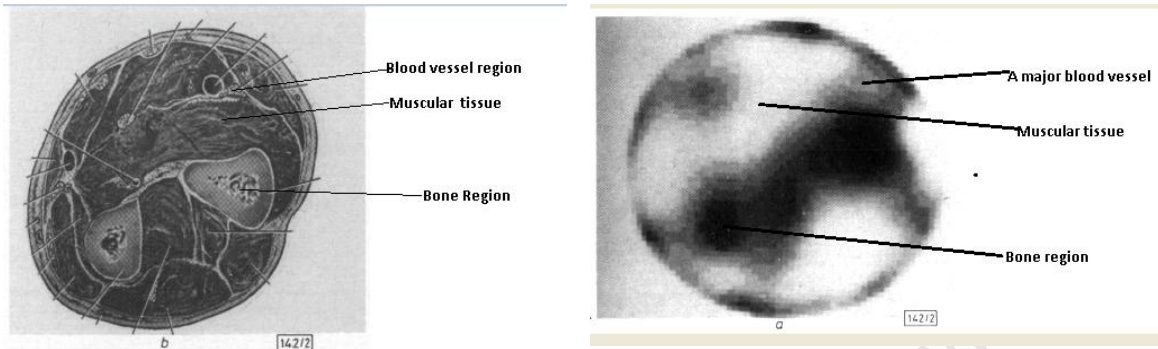 Blood vessel region
Muscular tissue
Bone Region
b
142/2
A major blood vessel
Muscular tissue
Bone region
a
142/2